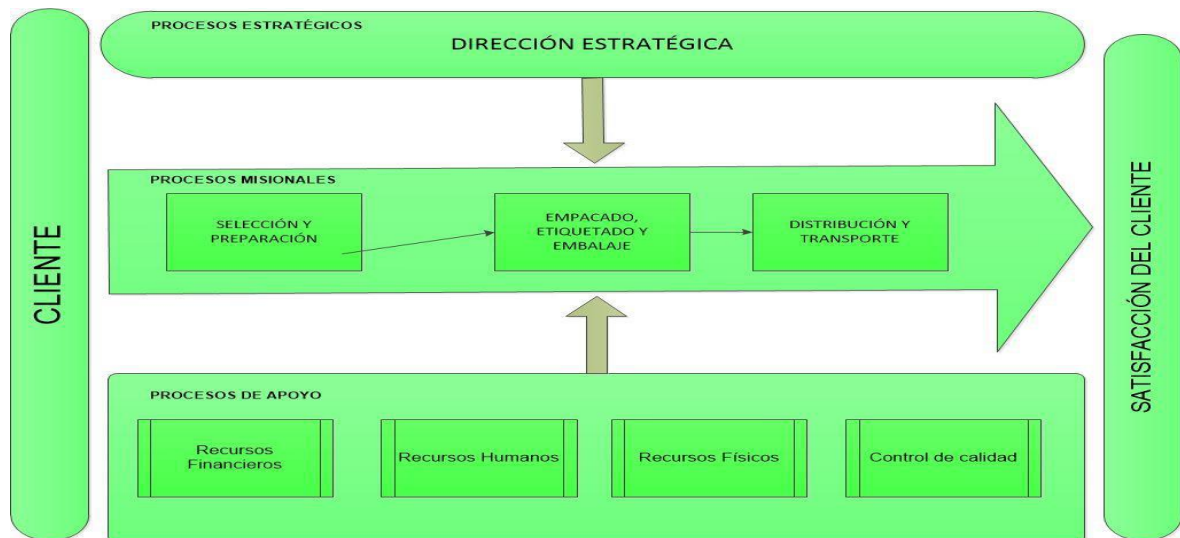 CLIENTE
PROCESOS ESTRATÉGICOS
DIRECCIÓN ESTRATÉGICA
PROCESOS MISIONALES
SELECCIÓN Y
PREPARACIÓN
EMPACADO,
ETIQUETADO Y
EMBALAJE
DISTRIBUCIÓN Y
TRANSPORTE
PROCESOS DE APOYO
Recursos
Financieros
Recursos Humanos
Recursos Físicos
Control de calidad
SATISFACCIÓN DEL CLIENTE